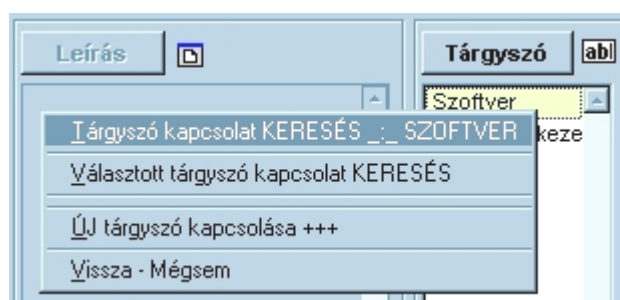 Leírás
Tárgyszó
abl
Szoftver
Tárgyszó kapcsolat KERESÉS _:_ SZOFTVER
keze
Választott tárgyszó kapcsolat KERESÉS
ÚJ tárgyszó kapcsolása +++
Vissza - Mégsem